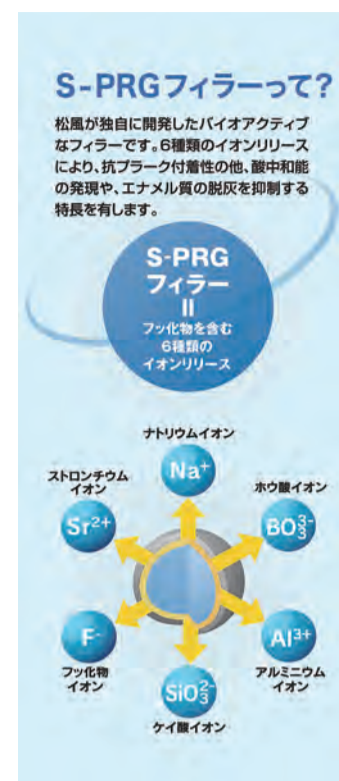 S-PRGフィラーって?
松風が独自に開発したバイオアクティブ
なフィラーです。6種類のイオンリリース
により、抗プラーク付着性の他、酸中和能
の発現や、エナメル質の脱灰を抑制する
特長を有します。
S-PRG
フィラー
=
フッ化物を含む
6種類の
イオンリリース
ナトリウムイオン
Na⁺
ストロンチウム
イオン
Sr²⁺
ホウ酸イオン
BO₃³⁻
F⁻
フッ化物
イオン
Al³⁺
アルミニウム
イオン
SiO₃²⁻
ケイ酸イオン